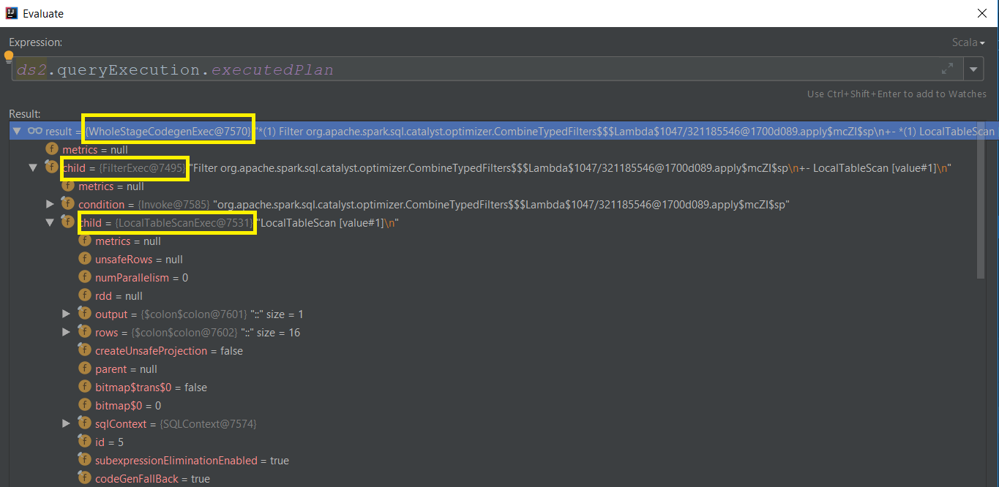 Evaluate
Expression:
Scala
ds2.queryExecution.executedPlan
Use Ctrl+Shift+Enter to add to Watches
Result:
result = {WholeStageCodegenExec@7570} "*(1) Filter org.apache.spark.sql.catalyst.optimizer.CombineTypedFilters$$$Lambda$1047/321185546@1700d089.apply$mcZI$sp\n+- *(1) LocalTableScan
f metrics = null
f child = {FilterExec@7495} "Filter org.apache.spark.sql.catalyst.optimizer.CombineTypedFilters$$$Lambda$1047/321185546@1700d089.apply$mcZI$sp\n+- LocalTableScan [value#1]\n"
f metrics = null
f condition = {Invoke@7585} "org.apache.spark.sql.catalyst.optimizer.CombineTypedFilters$$$Lambda$1047/321185546@1700d089.apply$mcZI$sp"
f child = {LocalTableScanExec@7531} "LocalTableScan [value#1]\n"
f metrics = null
f unsafeRows = null
f numParallelism = 0
f rdd = null
f output = {$colon$colon@7601} "::" size = 1
f rows = {$colon$colon@7602} "::" size = 16
f createUnsafeProjection = false
f parent = null
f bitmap$trans$0 = false
f bitmap$0 = 0
f sqlContext = {SQLContext@7574}
f id = 5
f subexpressionEliminationEnabled = true
f codeGenFallBack = true